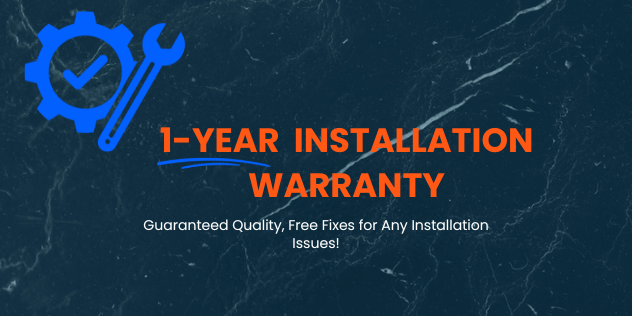 1-YEAR INSTALLATION
WARRANTY
Guaranteed Quality, Free Fixes for Any Installation
Issues!